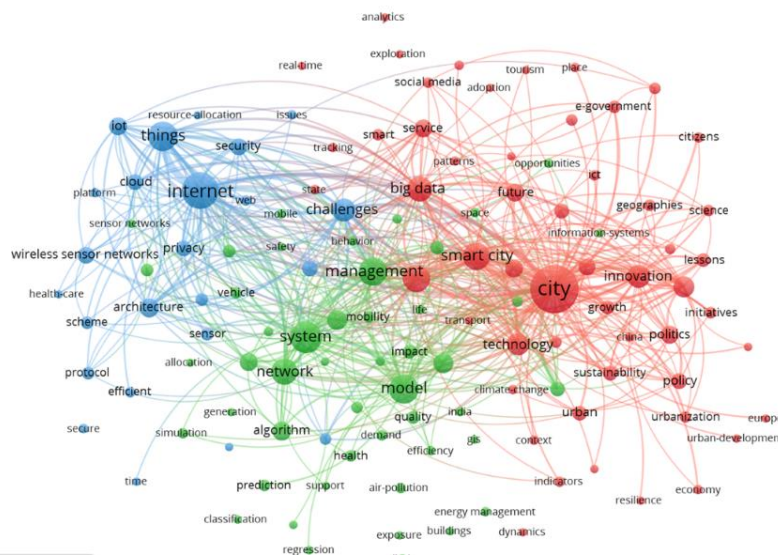 analytics
exploration
real-time
tourism
place
social media
adoption
resource-allocation
issues
e-government
iot
things
smart
service
citizens
security
tracking
patterns
opportunities
platform
cloud
internet
web
state
big data
future
ict
mobile
challenges
space
geographies
science
sensor networks
information-systems
wireless sensor networks
privacy
safety
behavior
management
smart city
lessons
health-care
vehicle
city
innovation
architecture
life
growth
initiatives
scheme
sensor
system
mobility
transport
china
politics
allocation
impact
technology
protocol
network
sustainability
efficient
model
climate-change
policy
generation
quality
india
urban
urbanization
europe
secure
simulation
algorithm
demand
gis
context
urban-development
health
efficiency
time
prediction
support
air-pollution
indicators
economy
resilience
energy management
classification
exposure
buildings
dynamics
regression